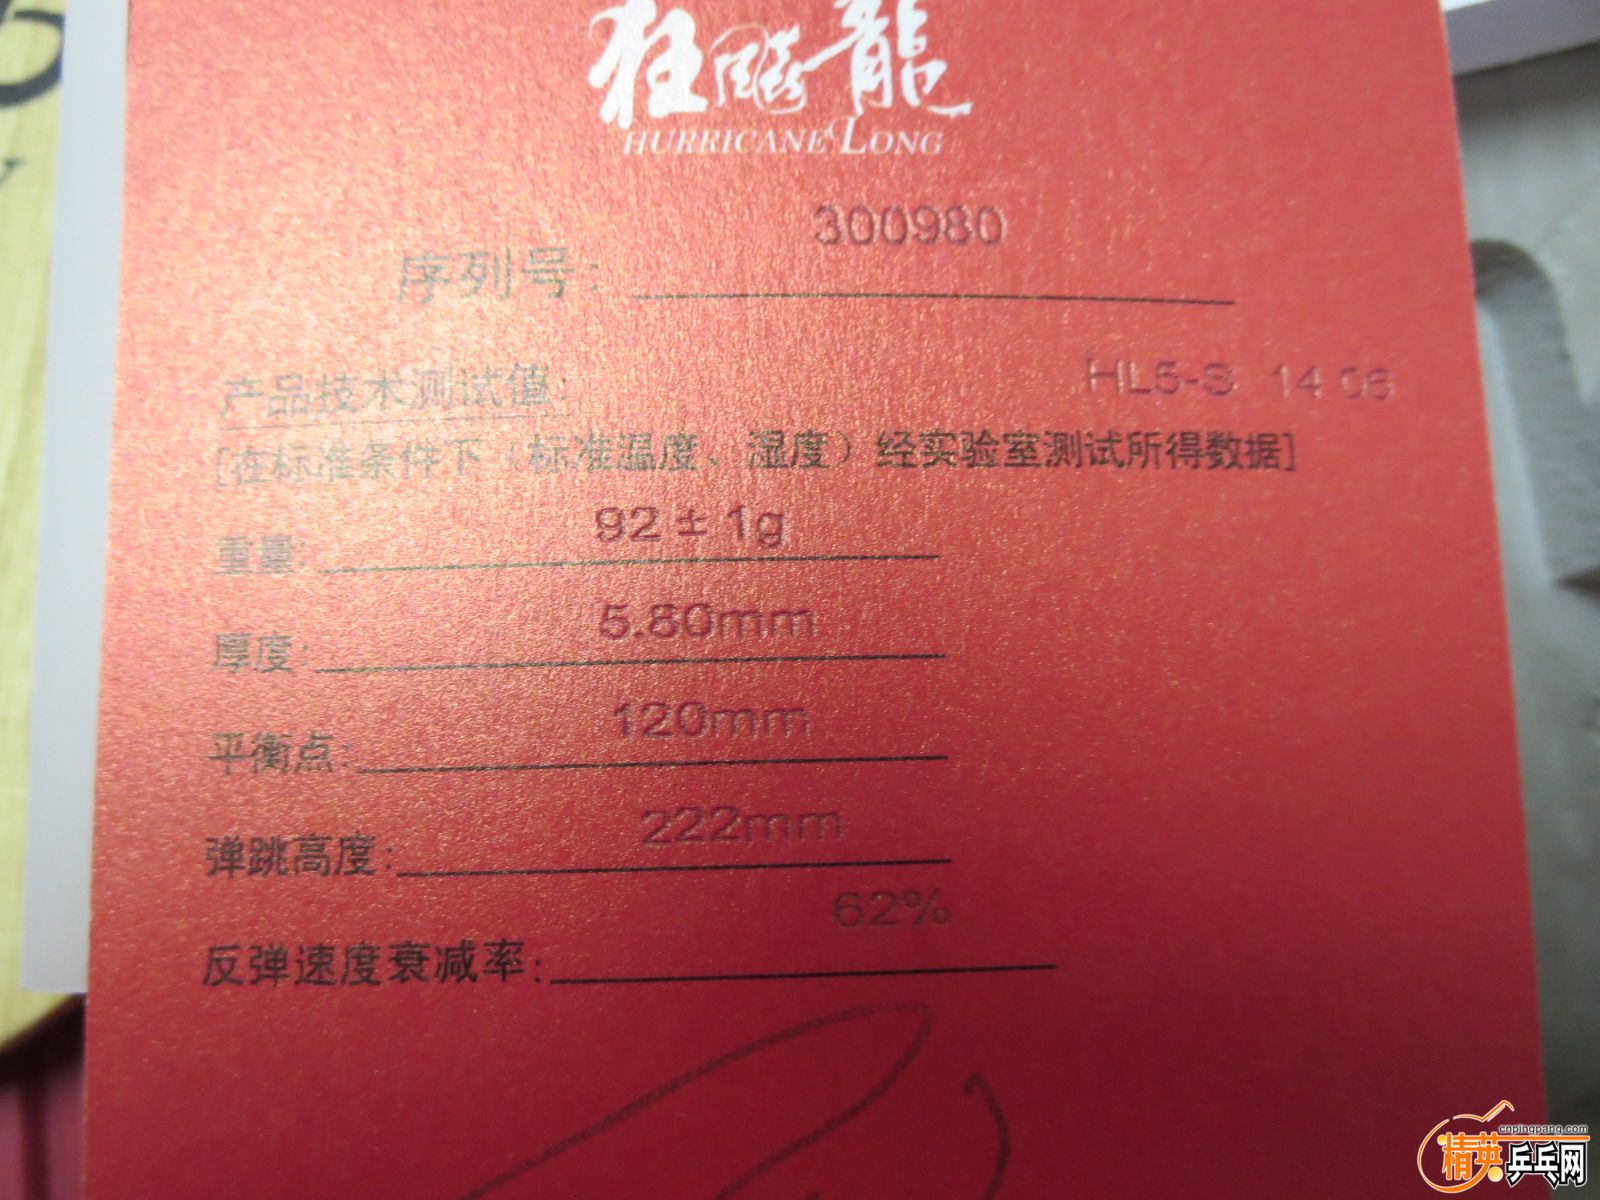 狂飚龍
HURRICANE LONG
序列号: 300980
产品技术测试值: HL5-S 14 06
[在标准条件下（标准温度、湿度）经实验室测试所得数据]
重量: 92 ± 1g
厚度: 5.80mm
平衡点: 120mm
弹跳高度: 222mm
反弹速度衰减率: 62%
cnpingpang.com
精英乒乓网